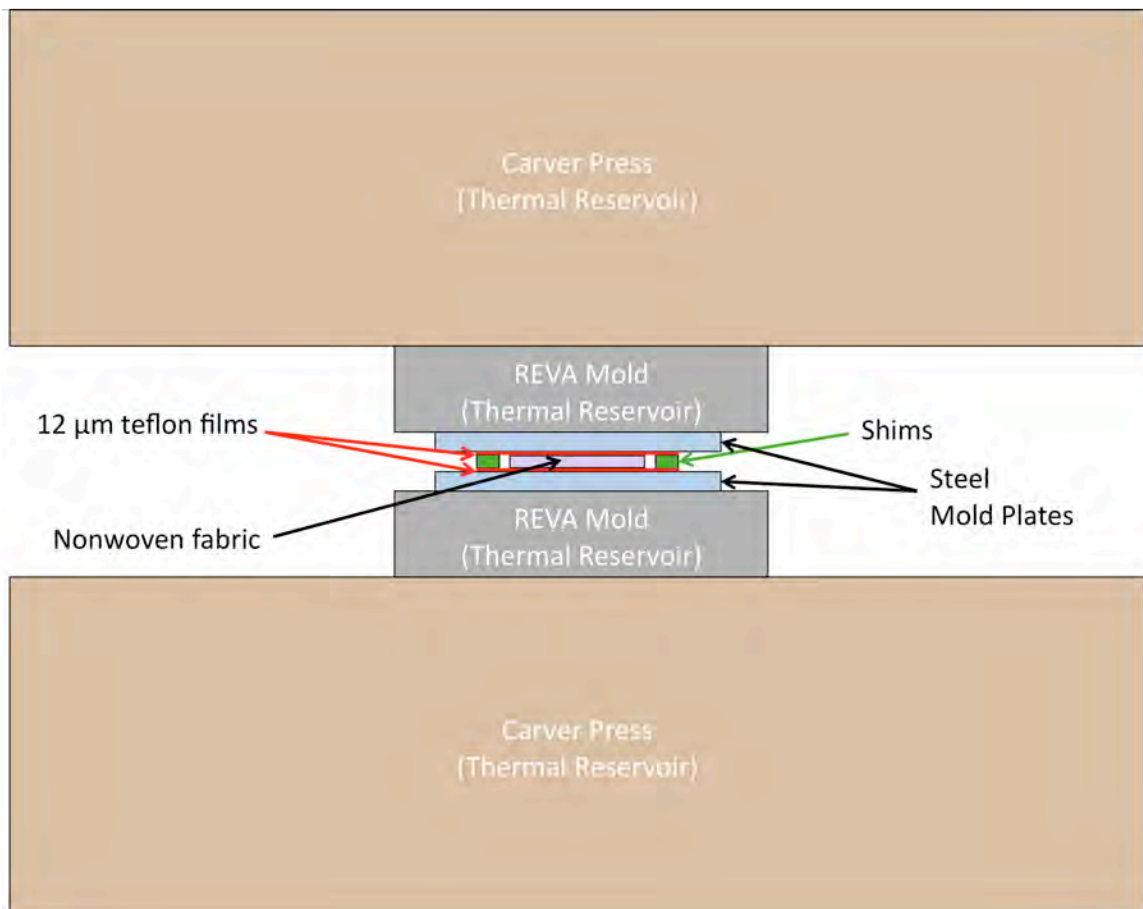 Carver Press
(Thermal Reservoir)
REVA Mold
(Thermal Reservoir)
12 μm teflon films
Shims
Steel
Mold Plates
Nonwoven fabric
REVA Mold
(Thermal Reservoir)
Carver Press
(Thermal Reservoir)